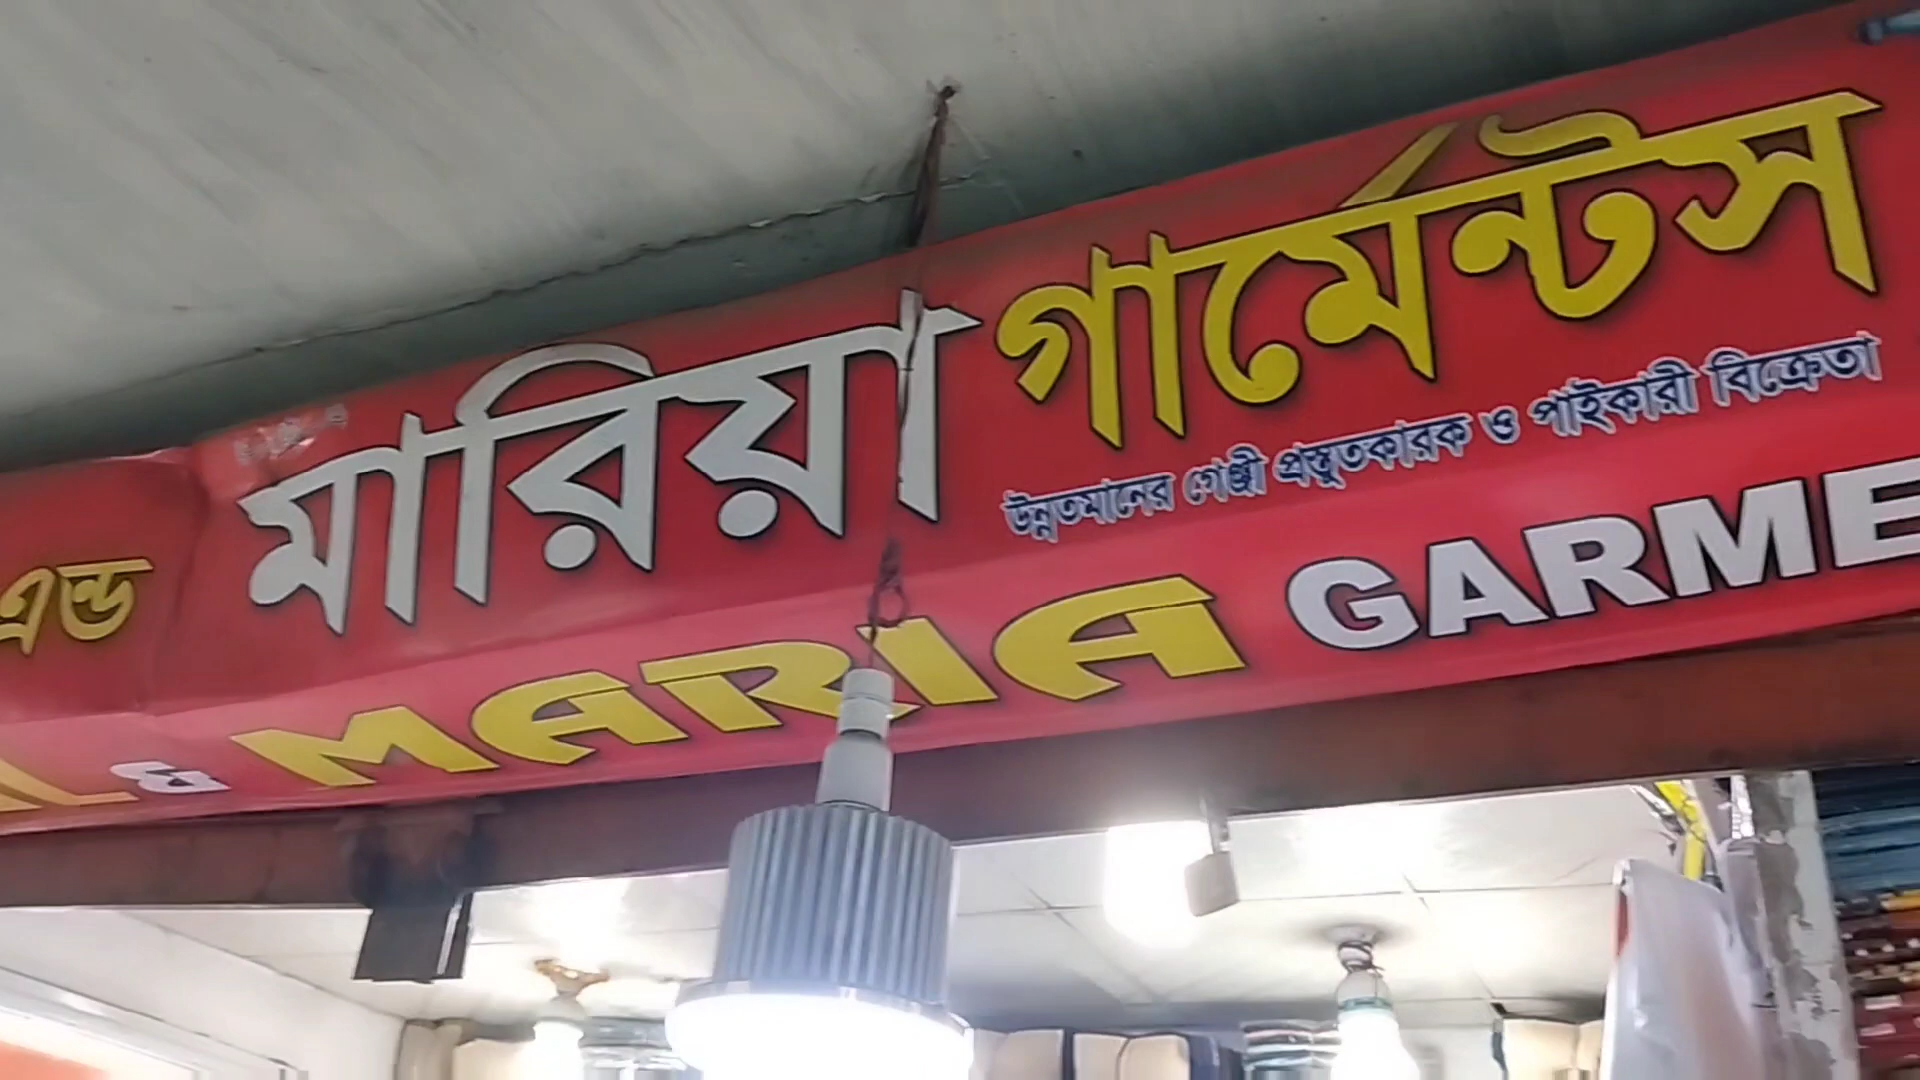 এন্ড মারিয়া গার্মেন্টস
উন্নতমানের গেঞ্জী প্রস্তুতকারক ও পাইকারী বিক্রেতা
& MARIA GARME